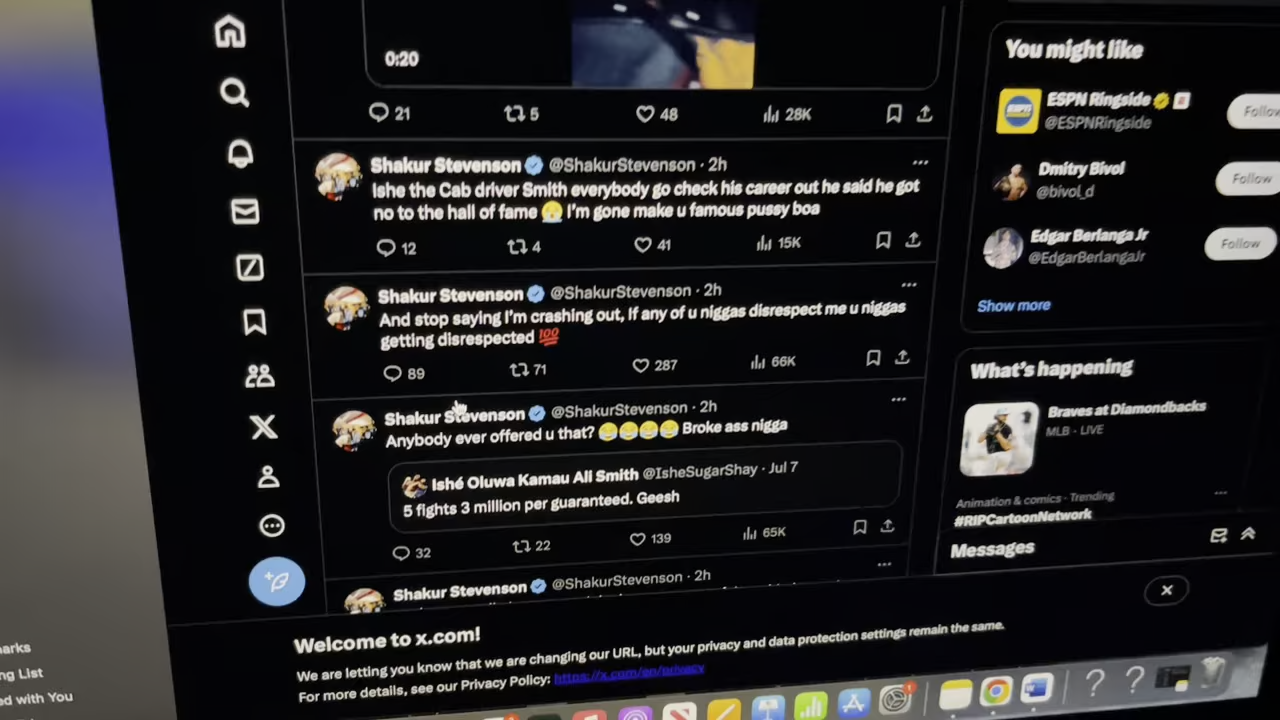 0:20
21 5 48 28K
Shakur Stevenson @ShakurStevenson · 2h
Ishe the Cab driver Smith everybody go check his career out he said he got
no to the hall of fame 😤 I'm gone make u famous pussy boa
12 4 41 15K
Shakur Stevenson @ShakurStevenson · 2h
And stop saying I'm crashing out, If any of u niggas disrespect me u niggas
getting disrespected 💯
89 71 287 66K
Shakur Stevenson @ShakurStevenson · 2h
Anybody ever offered u that? 😂😂😂😂 Broke ass nigga
Ishé Oluwa Kamau Ali Smith @IsheSugarShay · Jul 7
5 fights 3 million per guaranteed. Geesh
32 22 139 65K
Shakur Stevenson @ShakurStevenson · 2h
You might like
ESPN Ringside
@ESPNRingside
Follow
Dmitry Bivol
@bivol_d
Follow
Edgar Berlanga Jr
@EdgarBerlangaJr
Follow
Show more
What's happening
Braves at Diamondbacks
MLB · LIVE
Animation & comics · Trending
#RIPCartoonNetwork
Messages
Welcome to x.com!
We are letting you know that we are changing our URL, but your privacy and data protection settings remain the same.
For more details, see our Privacy Policy: https://x.com/en/privacy
arks
ng List
ed with You